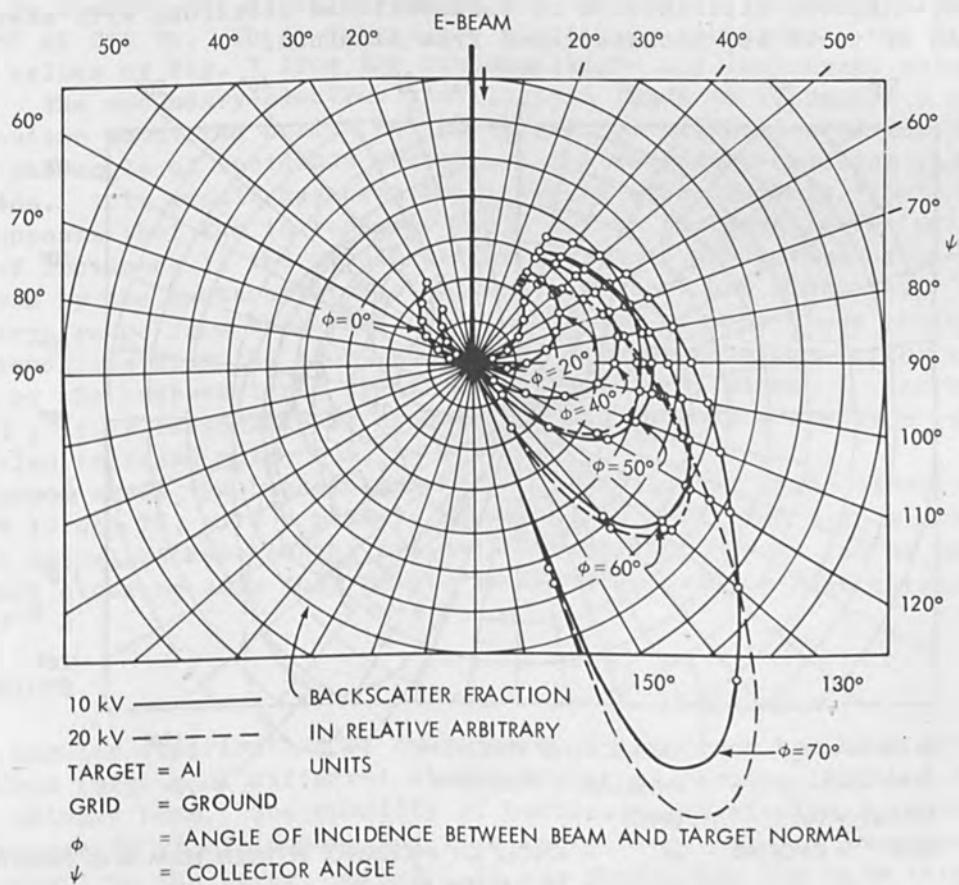 E-BEAM
50° 40° 30° 20° 20° 30° 40° 50°
60° 60°
70° 70°
ψ
80° 80°
ϕ=0°
90° 90°
ϕ=20°
ϕ=40°
100°
ϕ=50°
110°
ϕ=60°
120°
150° 130°
10 kV BACKSCATTER FRACTION
20 kV IN RELATIVE ARBITRARY
TARGET = Al UNITS
ϕ=70°
GRID = GROUND
ϕ = ANGLE OF INCIDENCE BETWEEN BEAM AND TARGET NORMAL
ψ = COLLECTOR ANGLE